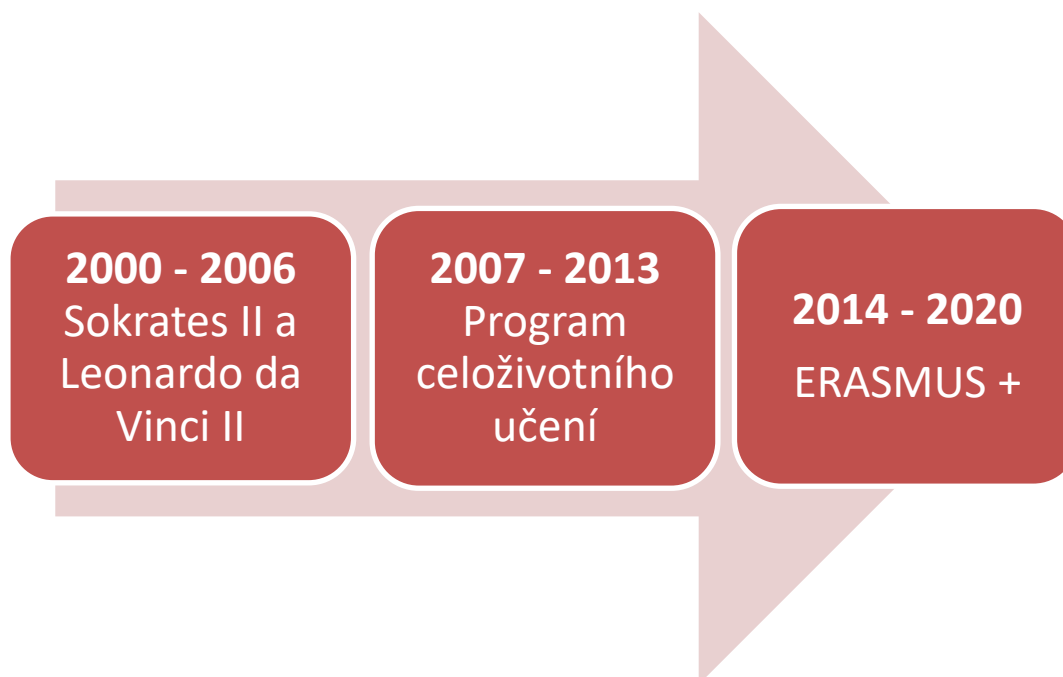 2000 - 2006
Sokrates II a
Leonardo da
Vinci II
2007 - 2013
Program
celoživotního
učení
2014 - 2020
ERASMUS +